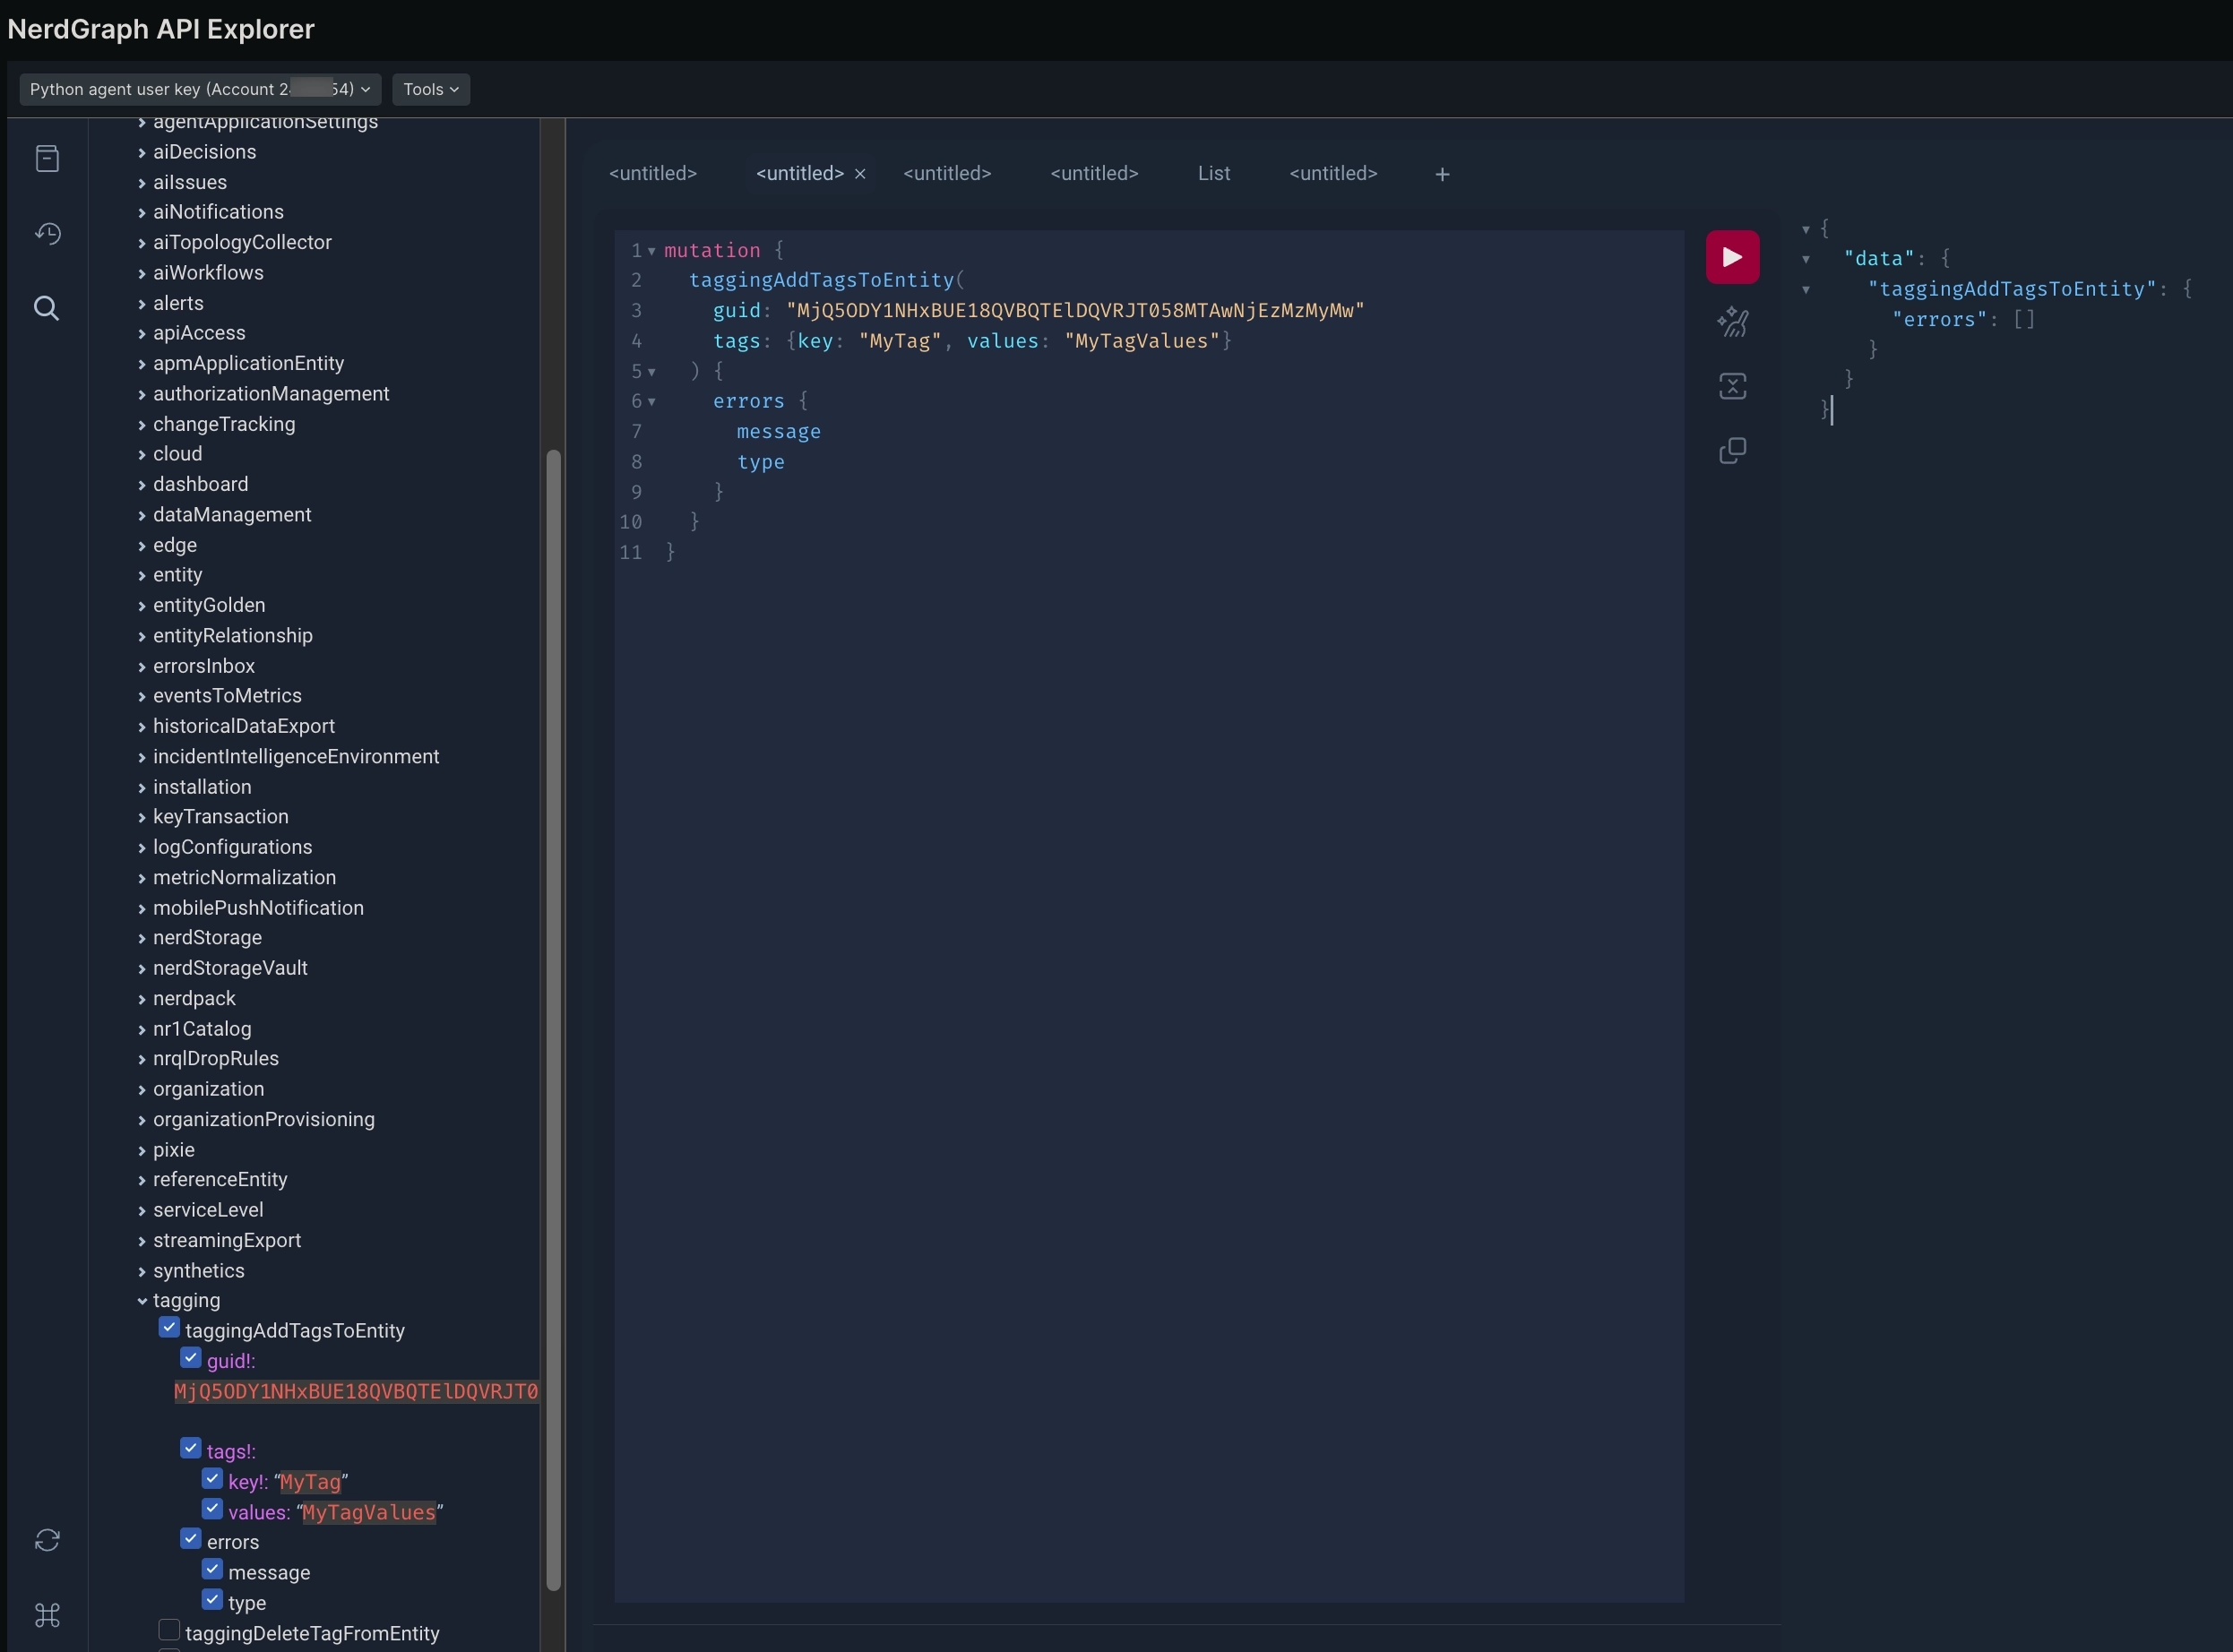 NerdGraph API Explorer
Python agent user key (Account 2 54)
Tools
agentApplicationSettings
aiDecisions
aiIssues
aiNotifications
aiTopologyCollector
aiWorkflows
alerts
apiAccess
apmApplicationEntity
authorizationManagement
changeTracking
cloud
dashboard
dataManagement
edge
entity
entityGolden
entityRelationship
errorsInbox
eventsToMetrics
historicalDataExport
incidentIntelligenceEnvironment
installation
keyTransaction
logConfigurations
metricNormalization
mobilePushNotification
nerdStorage
nerdStorageVault
nerdpack
nr1Catalog
nrqlDropRules
organization
organizationProvisioning
pixie
referenceEntity
serviceLevel
streamingExport
synthetics
tagging
taggingAddTagsToEntity
guid!:
MjQ5ODY1NHxBUE18QVBQTElDQVRJT0
tags!:
key!: “MyTag”
values: “MyTagValues”
errors
message
type
taggingDeleteTagFromEntity
<untitled> <untitled> × <untitled> <untitled> List <untitled> +
1 mutation {
2 taggingAddTagsToEntity(
3 guid: "MjQ5ODY1NHxBUE18QVBQTElDQVRJT058MTAwNjEzMzMyMw"
4 tags: {key: "MyTag", values: "MyTagValues"}
5 ) {
6 errors {
7 message
8 type
9 }
10 }
11 }
{
"data": {
"taggingAddTagsToEntity": {
"errors": []
}
}
}